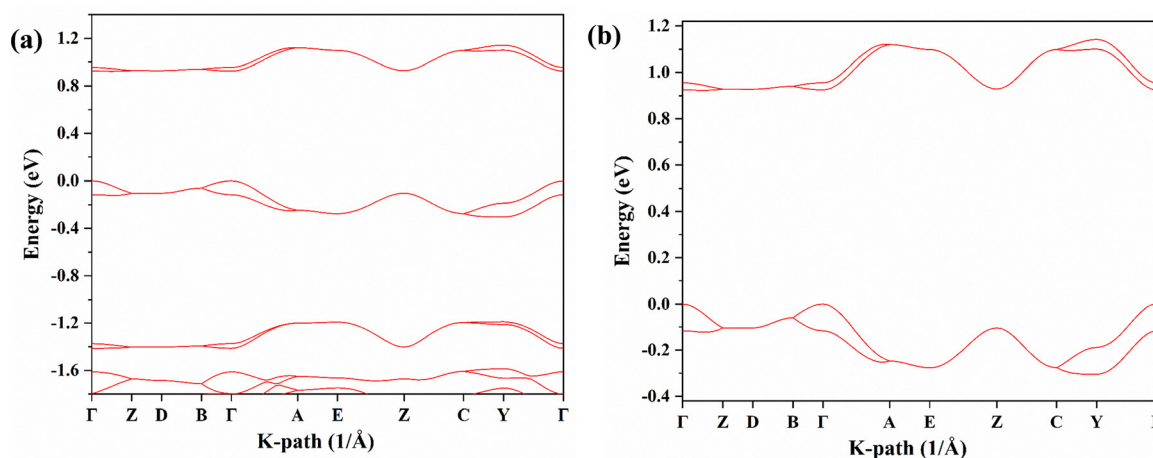 (a)
1.2
0.8
0.4
0.0
-0.4
-0.8
-1.2
-1.6
Energy (eV)
Γ Z D B Γ A E Z C Y Γ
K-path (1/Å)
(b)
1.2
1.0
0.8
0.6
0.4
0.2
0.0
-0.2
-0.4
Energy (eV)
Γ Z D B Γ A E Z C Y
K-path (1/Å)